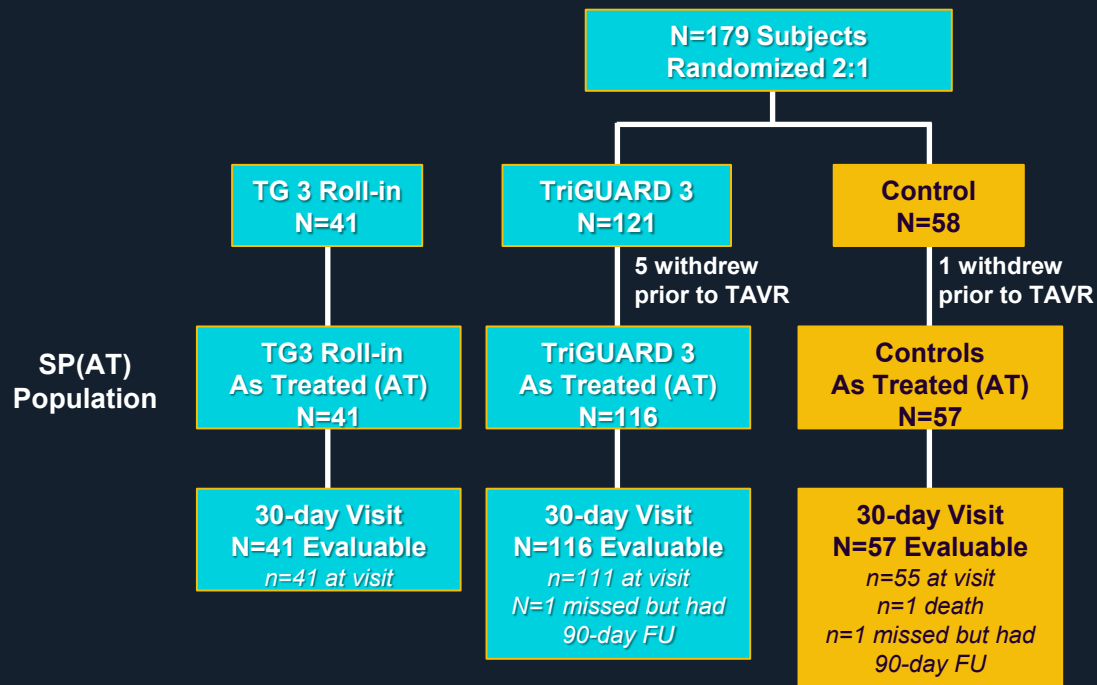 N=179 Subjects
Randomized 2:1
TG 3 Roll-in
N=41
TriGUARD 3
N=121
Control
N=58
5 withdrew
prior to TAVR
1 withdrew
prior to TAVR
SP(AT)
Population
TG3 Roll-in
As Treated (AT)
N=41
TriGUARD 3
As Treated (AT)
N=116
Controls
As Treated (AT)
N=57
30-day Visit
N=41 Evaluable
n=41 at visit
30-day Visit
N=116 Evaluable
n=111 at visit
N=1 missed but had
90-day FU
30-day Visit
N=57 Evaluable
n=55 at visit
n=1 death
n=1 missed but had
90-day FU